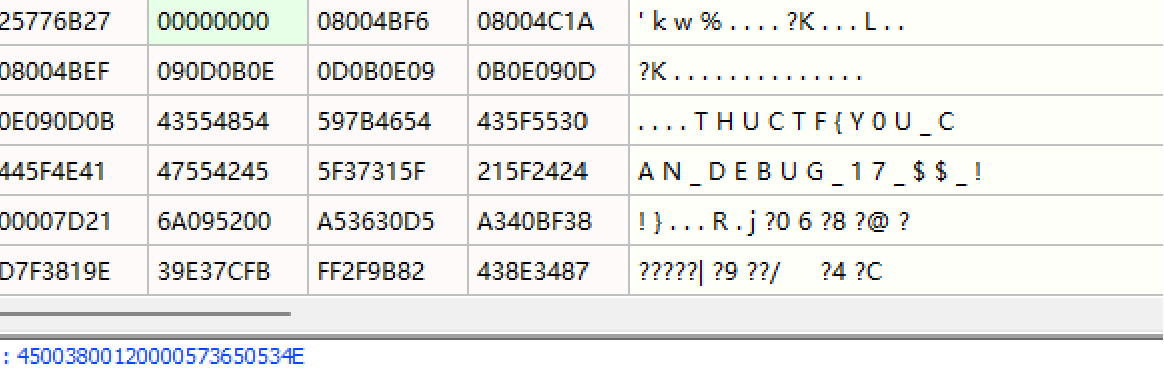 25776B27 00000000 08004BF6 08004C1A ' k w % . . . . ? K . . . L . .
08004BEF 090D0B0E 0D0B0E09 0B0E090D ? K . . . . . . . . . . . . . .
0E090D0B 43554854 597B4654 435F5530 . . . . T H U C T F { Y 0 U _ C
445F4E41 47554245 5F37315F 215F2424 A N _ D E B U G _ 1 7 _ $ $ _ !
00007D21 6A095200 A53630D5 A340BF38 ! } . . . R . j ? 0 6 ? 8 ? @ ?
D7F3819E 39E37CFB FF2F9B82 438E3487 ? ? ? ? ? | ? 9 ? ? / ? 4 ? C
: 45003800120000573650534E